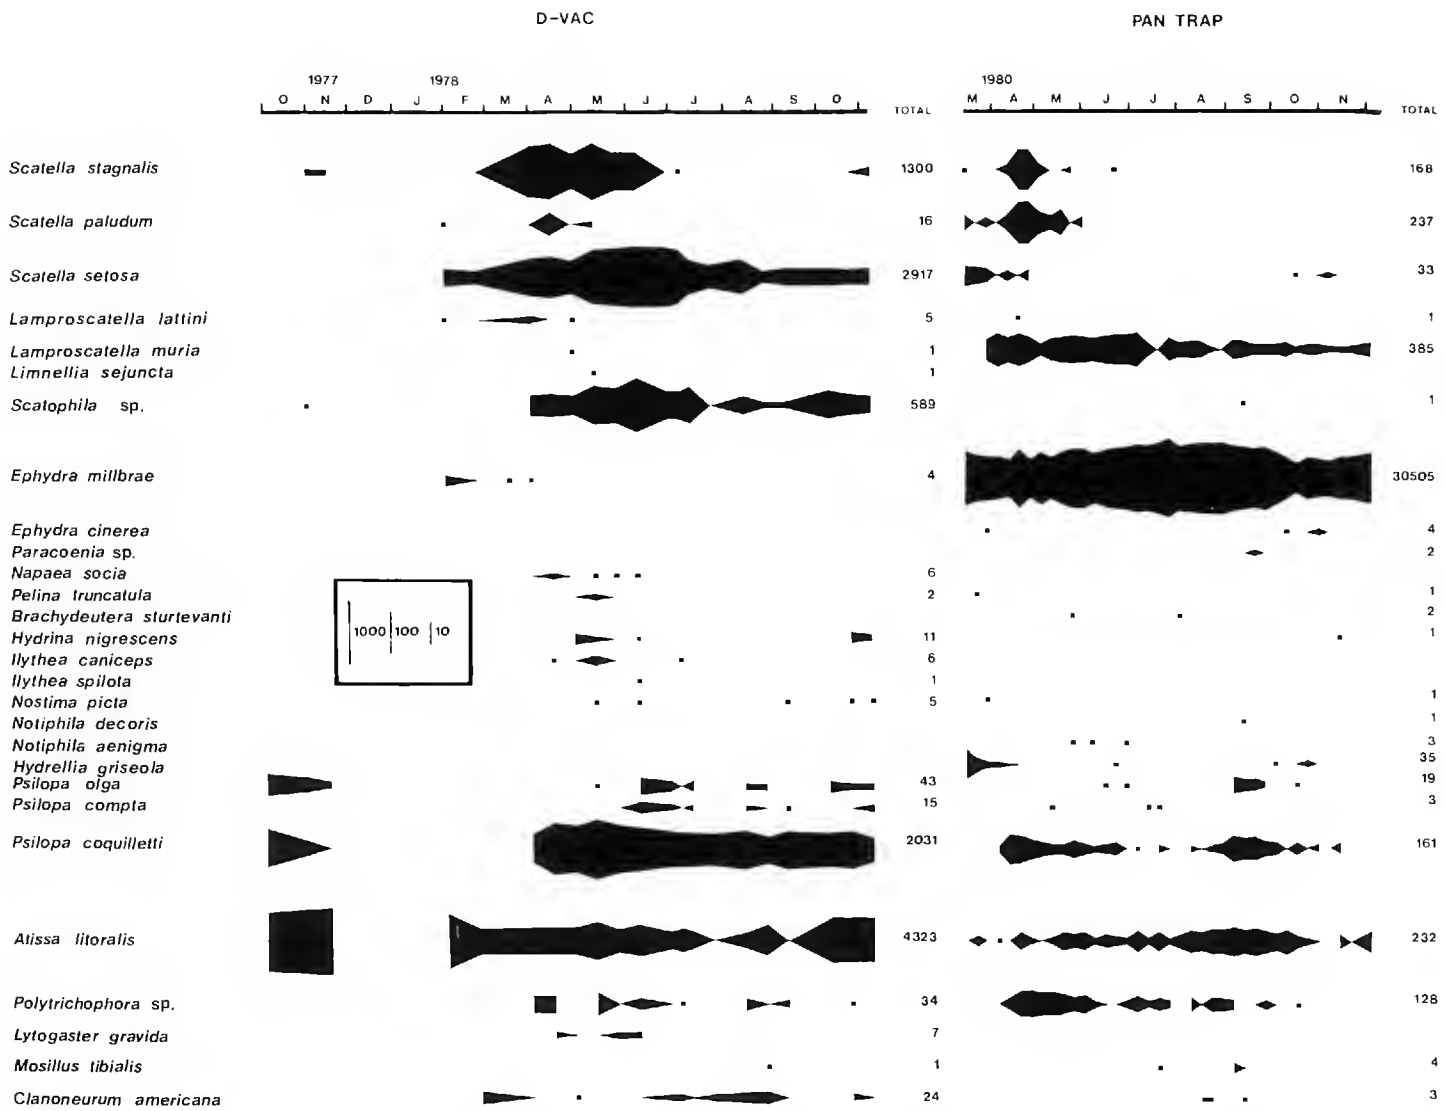 D-VAC PAN TRAP
1977 1978 1980
O N D J F M A M J J A S O TOTAL M A M J J A S O N TOTAL
Scatella stagnalis 1300 168
Scatella paludum 16 237
Scatella setosa 2917 33
Lamproscatella lattini 5 1
Lamproscatella muria 1 385
Limnellia sejuncta 1
Scatophila sp. 589 1
Ephydra millbrae 4 30505
Ephydra cinerea 4
Paracoenia sp. 2
Napaea socia 6
Pelina truncatula 2 1
Brachydeutera sturtevanti 2
1000 100 10
Hydrina nigrescens 11 1
Ilythea caniceps 6
Ilythea spilota 1
Nostima picta 5 1
Notiphila decoris 1
Notiphila aenigma 3
Hydrellia griseola 35
Psilopa olga 43 19
Psilopa compta 15 3
Psilopa coquilletti 2031 161
Atissa litoralis 4323 232
Polytrichophora sp. 34 128
Lytogaster gravida 7
Mosillus tibialis 1 4
Clanoneurum americana 24 3